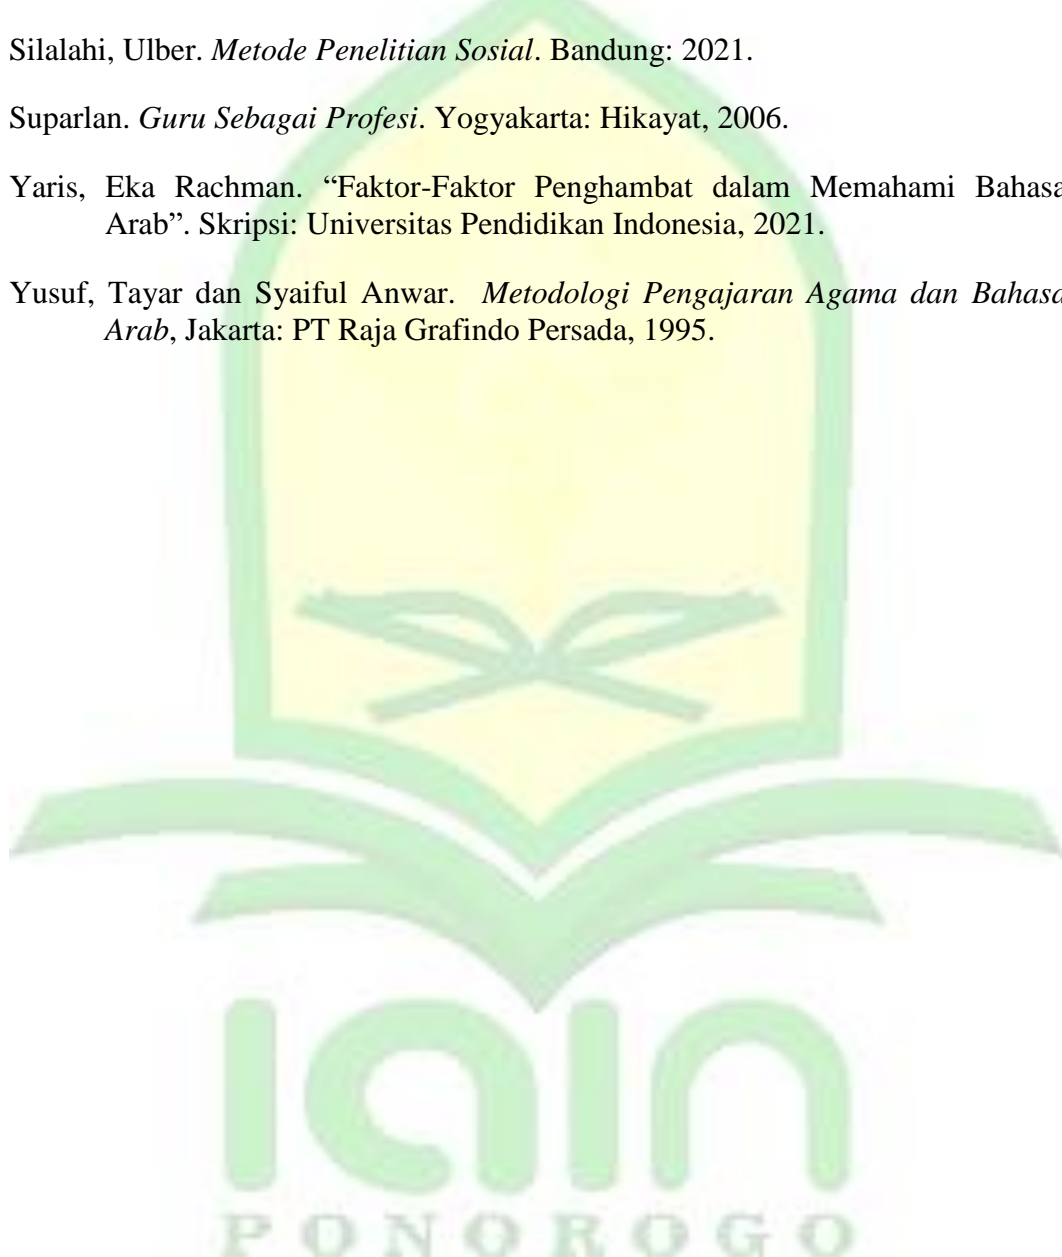 Silalahi, Ulber. Metode Penelitian Sosial. Bandung: 2021.
Suparlan. Guru Sebagai Profesi. Yogyakarta: Hikayat, 2006.
Yaris, Eka Rachman. “Faktor-Faktor Penghambat dalam Memahami Bahasa
Arab”. Skripsi: Universitas Pendidikan Indonesia, 2021.
Yusuf, Tayar dan Syaiful Anwar. Metodologi Pengajaran Agama dan Bahasa
Arab, Jakarta: PT Raja Grafindo Persada, 1995.
iain
PONOROGO